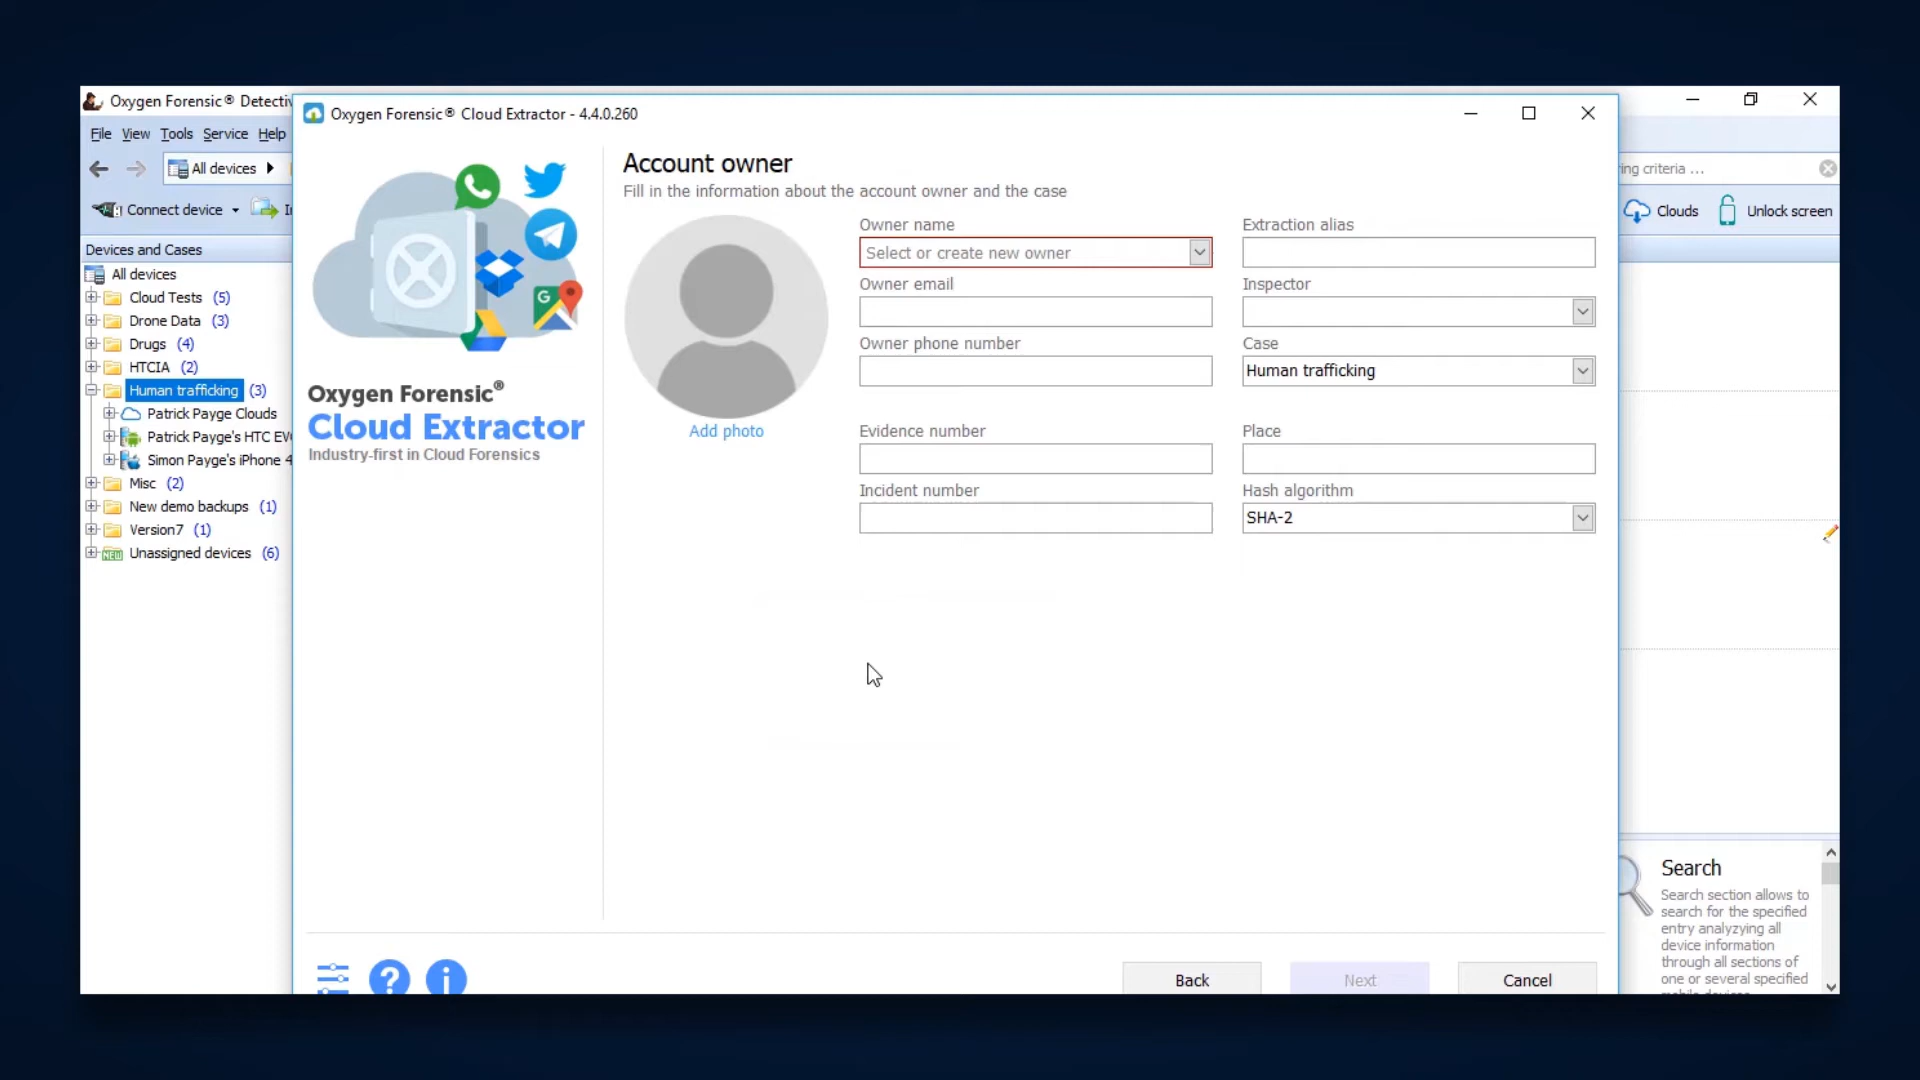 Oxygen Forensic® Detectiv
File View Tools Service Help
All devices
Connect device
Devices and Cases
All devices
Cloud Tests (5)
Drone Data (3)
Drugs (4)
HTCIA (2)
Human trafficking (3)
Patrick Payge Clouds
Patrick Payge's HTC EV
Simon Payge's iPhone 4
Misc (2)
New demo backups (1)
Version7 (1)
NEW Unassigned devices (6)
Oxygen Forensic® Cloud Extractor - 4.4.0.260
G
Oxygen Forensic®
Cloud Extractor
Industry-first in Cloud Forensics
Account owner
Fill in the information about the account owner and the case
Add photo
Owner name
Select or create new owner
Owner email
Owner phone number
Evidence number
Incident number
Extraction alias
Inspector
Case
Human trafficking
Place
Hash algorithm
SHA-2
Back
Next
Cancel
ing criteria ...
Clouds
Unlock screen
Search
Search section allows to
search for the specified
entry analyzying all
device information
through all sections of
one or several specified